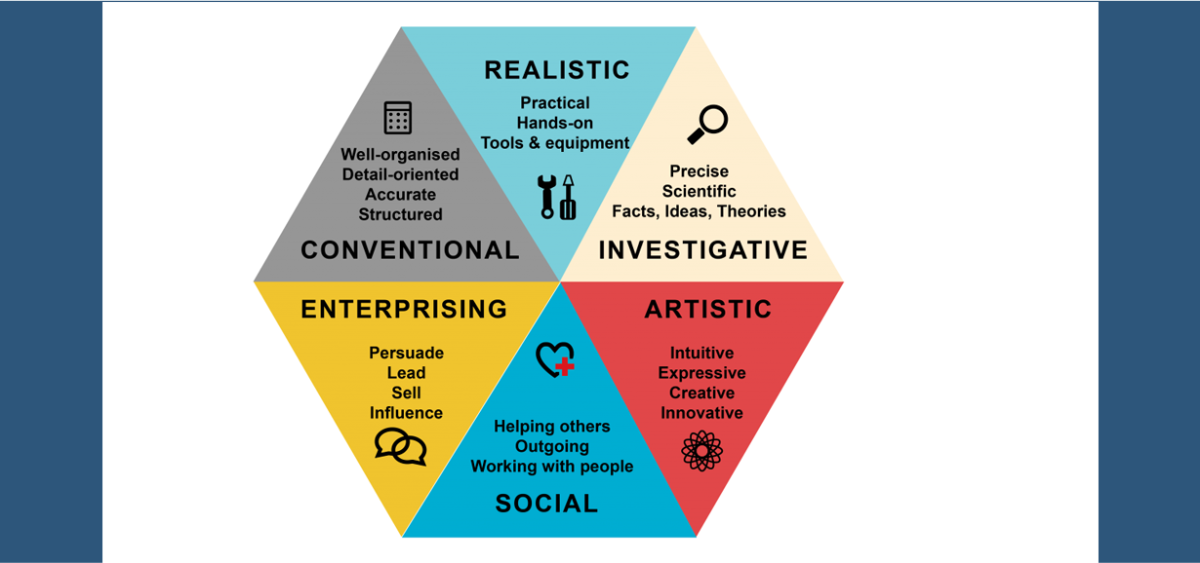 REALISTIC
Practical
Hands-on
Tools & equipment
Well-organised
Detail-oriented
Accurate
Structured
CONVENTIONAL
Precise
Scientific
Facts, Ideas, Theories
INVESTIGATIVE
ENTERPRISING
Persuade
Lead
Sell
Influence
Helping others
Outgoing
Working with people
SOCIAL
ARTISTIC
Intuitive
Expressive
Creative
Innovative